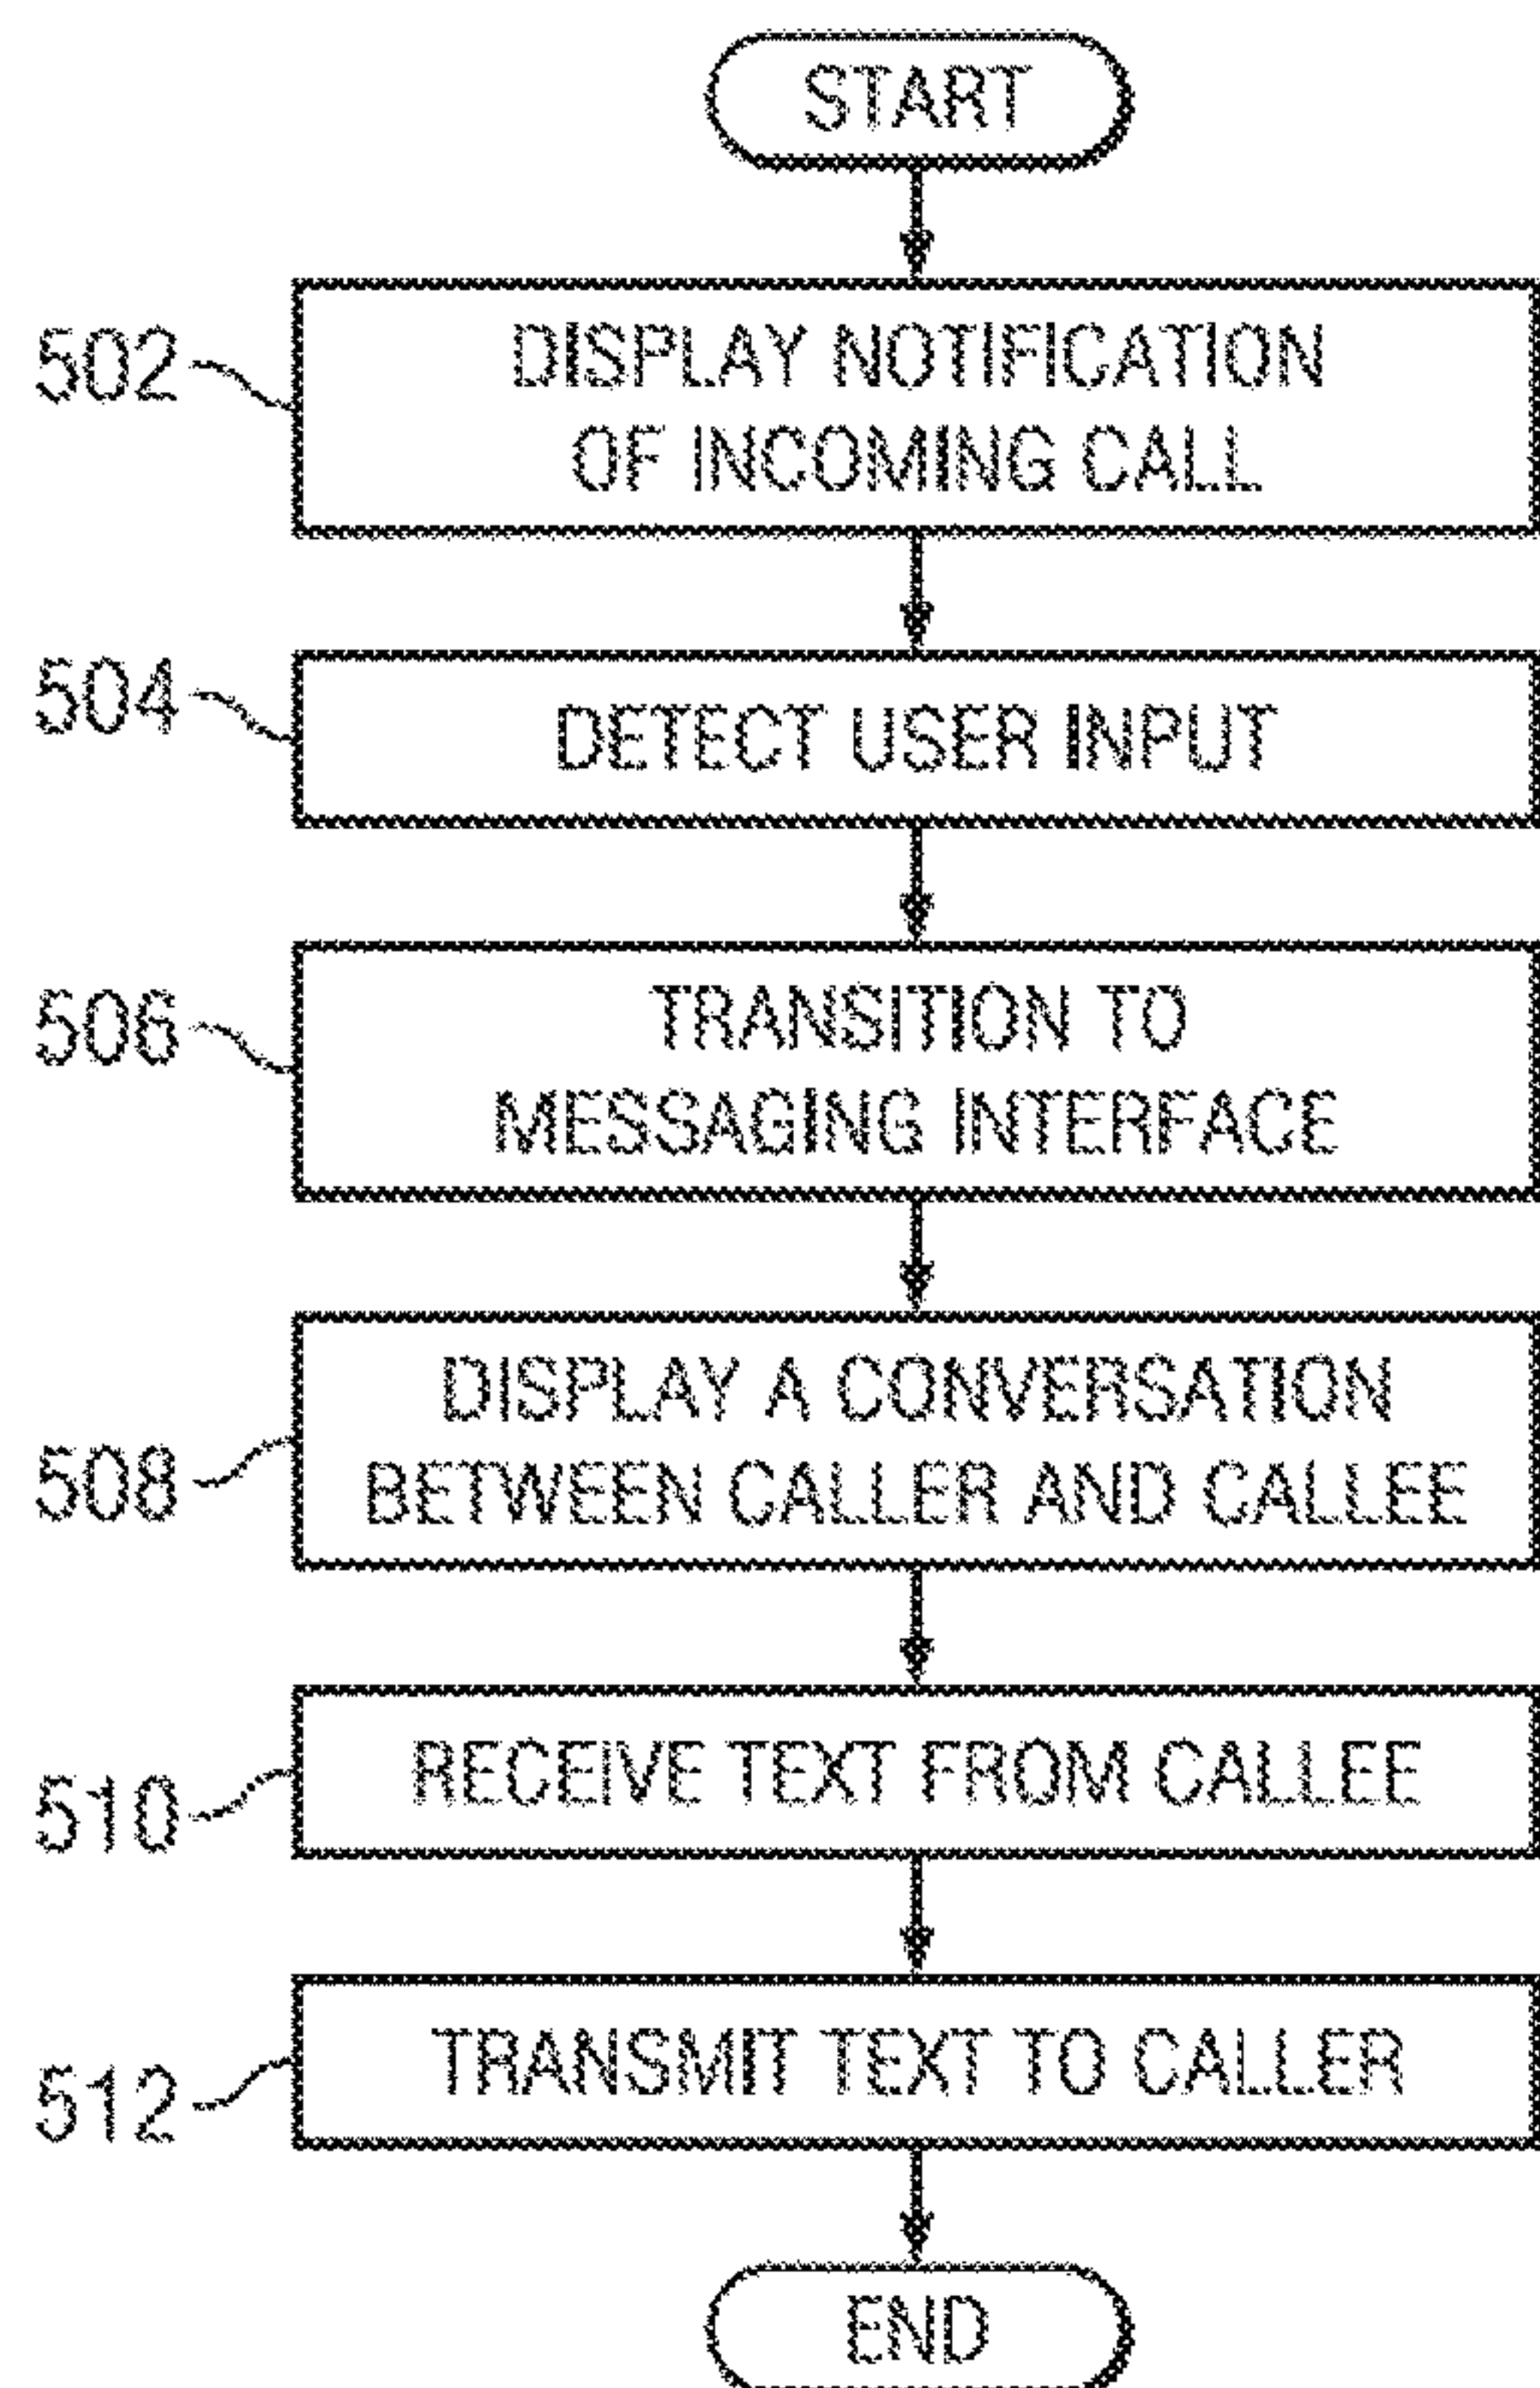 START
502
DISPLAY NOTIFICATION
OF INCOMING CALL
504
DETECT USER INPUT
506
TRANSITION TO
MESSAGING INTERFACE
508
DISPLAY A CONVERSATION
BETWEEN CALLER AND CALLEE
510
RECEIVE TEXT FROM CALLEE
512
TRANSMIT TEXT TO CALLER
END